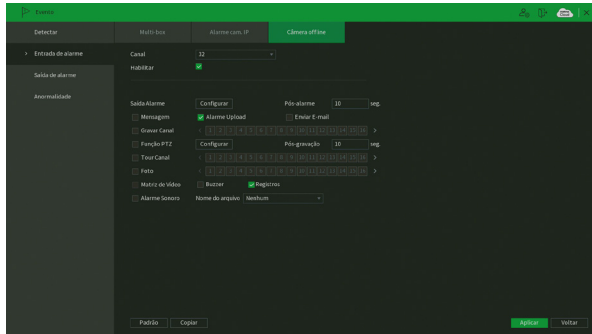 Evento
Detectar
Multi-box
Alarme cam. IP
Câmera offline
Entrada de alarme
Canal
32
Habilitar
Saída de alarme
Anormalidade
Saída Alarme
Configurar
Pós-alarme
10
seg.
Mensagem
Alarme Upload
Enviar E-mail
Gravar Canal
< 1 2 3 4 5 6 7 8 9 10 11 12 13 14 15 16 >
Função PTZ
Configurar
Pós-gravação
10
seg.
Tour Canal
< 1 2 3 4 5 6 7 8 9 10 11 12 13 14 15 16 >
Foto
< 1 2 3 4 5 6 7 8 9 10 11 12 13 14 15 16 >
Matriz de Vídeo
Buzzer
Registros
Alarme Sonoro
Nome do arquivo
Nenhum
Padrão
Copiar
Aplicar
Voltar